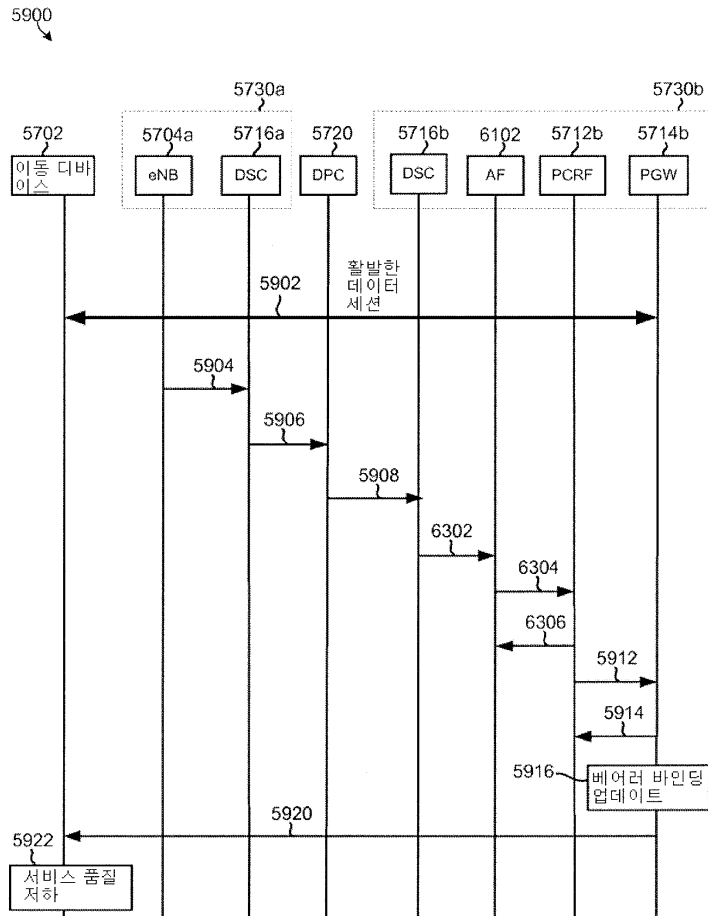 5900
5730a
5730b
5702
5704a
5716a
5720
5716b
6102
5712b
5714b
이동 디바
이스
eNB
DSC
DPC
DSC
AF
PCRF
PGW
활발한
데이터
세션
5902
5904
5906
5908
6302
6304
6306
5912
5914
5916
베어러 바인딩
업데이트
5920
5922
서비스 품질
저하